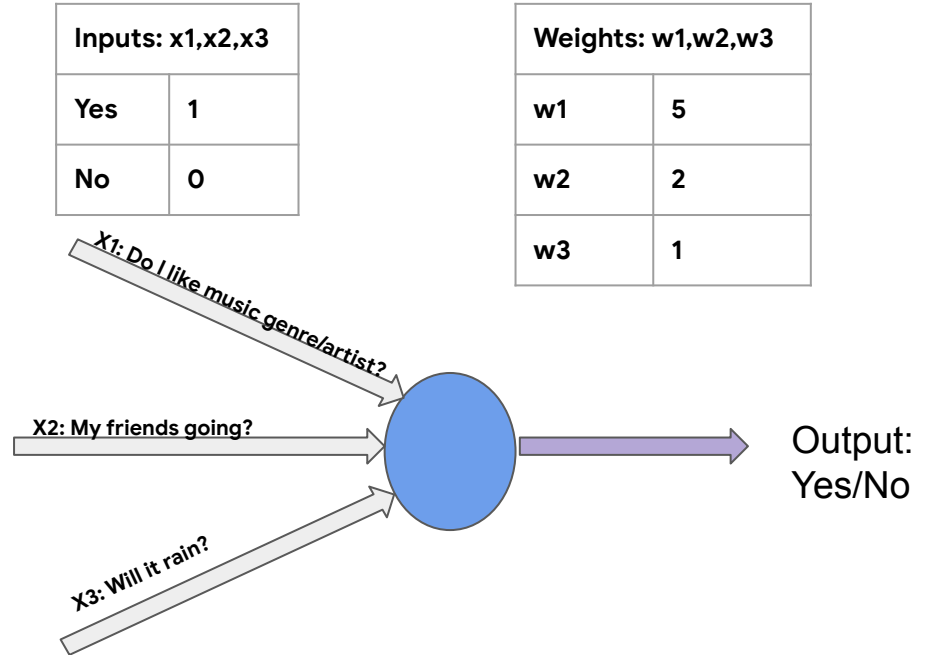 Inputs: x1,x2,x3
Yes 1
No 0
Weights: w1,w2,w3
w1 5
w2 2
w3 1
X1: Do I like music genre/artist?
X2: My friends going?
X3: Will it rain?
Output:
Yes/No